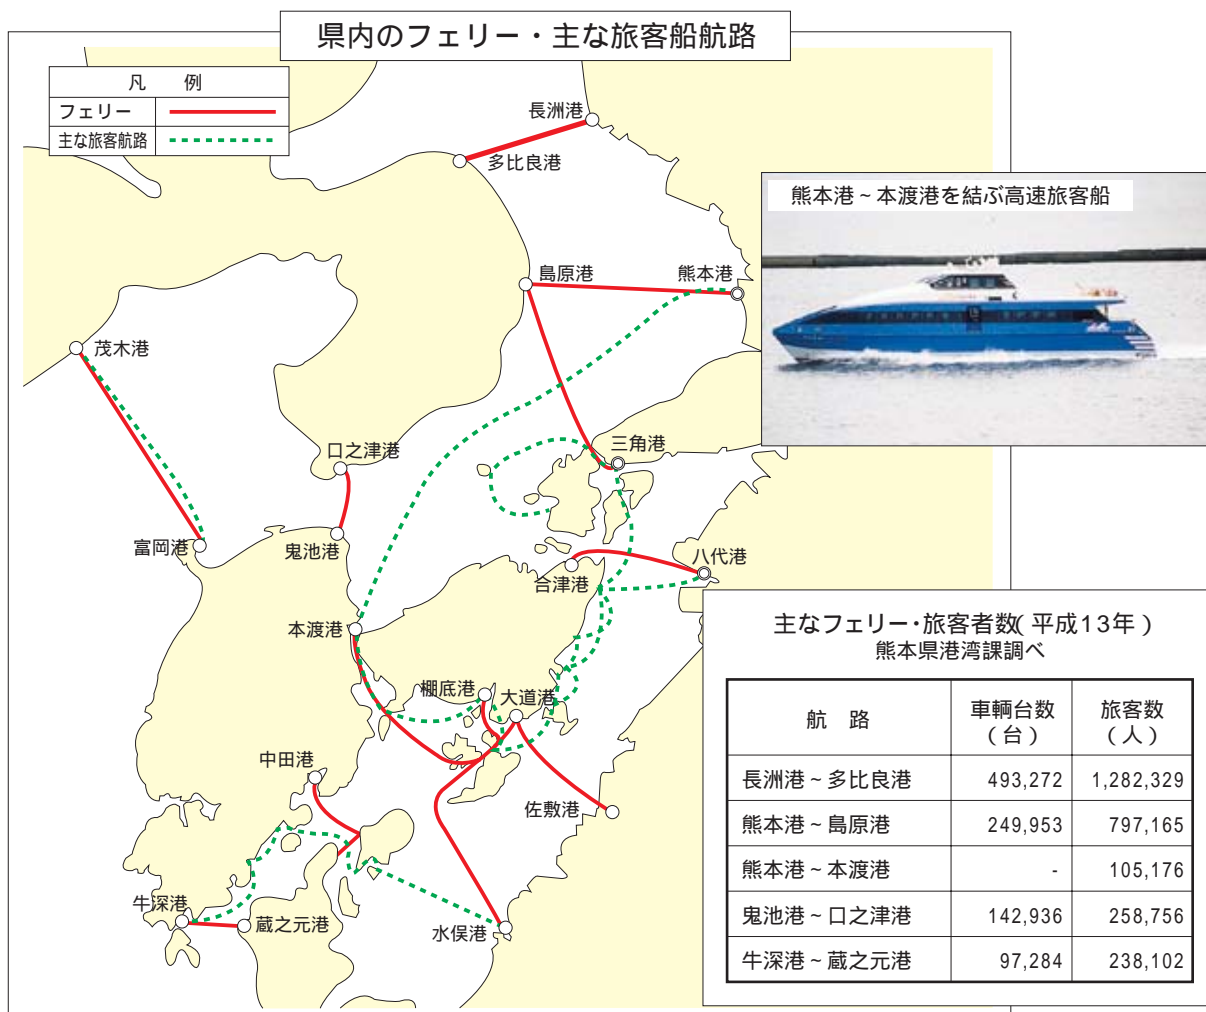 県内のフェリー・主な旅客船航路
凡 例
フェリー
主な旅客航路
長洲港
多比良港
熊本港~本渡港を結ぶ高速旅客船
島原港
熊本港
茂木港
口之津港
三角港
富岡港
鬼池港
合津港
八代港
本渡港
棚底港
大道港
中田港
佐敷港
牛深港
蔵之元港
水俣港
主なフェリー・旅客者数(平成13年)
熊本県港湾課調べ
航 路 車輌台数(台) 旅客数(人)
長洲港~多比良港 493,272 1,282,329
熊本港~島原港 249,953 797,165
熊本港~本渡港 - 105,176
鬼池港~口之津港 142,936 258,756
牛深港~蔵之元港 97,284 238,102